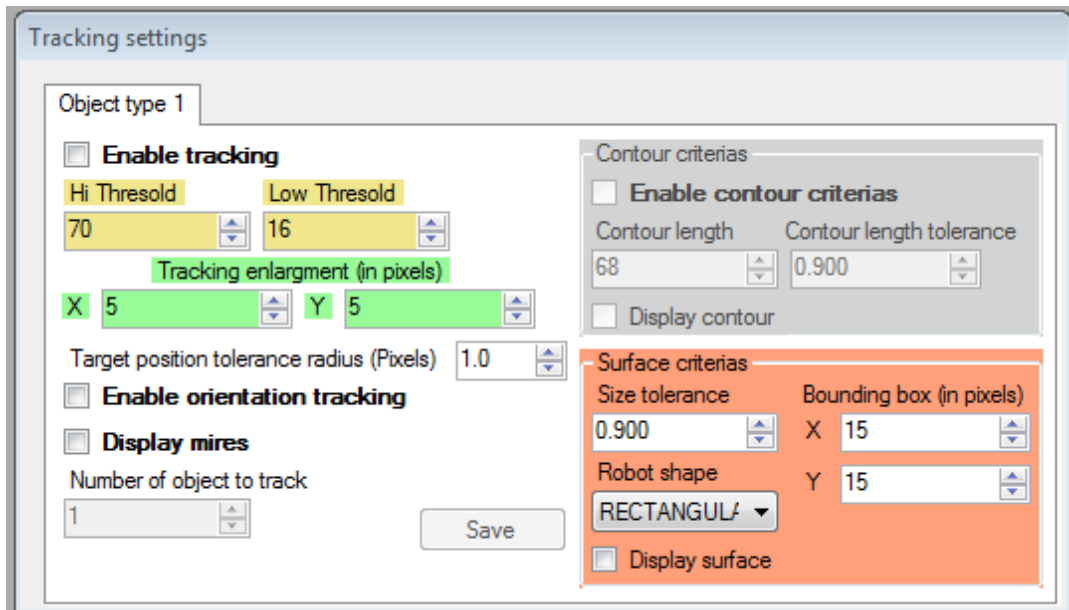 Tracking settings
Object type 1
Enable tracking
Hi Thresold Low Thresold
70 16
Tracking enlargment (in pixels)
X 5 Y 5
Target position tolerance radius (Pixels) 1.0
Enable orientation tracking
Display mires
Number of object to track
1
Save
Contour criterias
Enable contour criterias
Contour length Contour length tolerance
68 0.900
Display contour
Surface criterias
Size tolerance Bounding box (in pixels)
0.900 X 15
Robot shape Y 15
RECTANGULA
Display surface